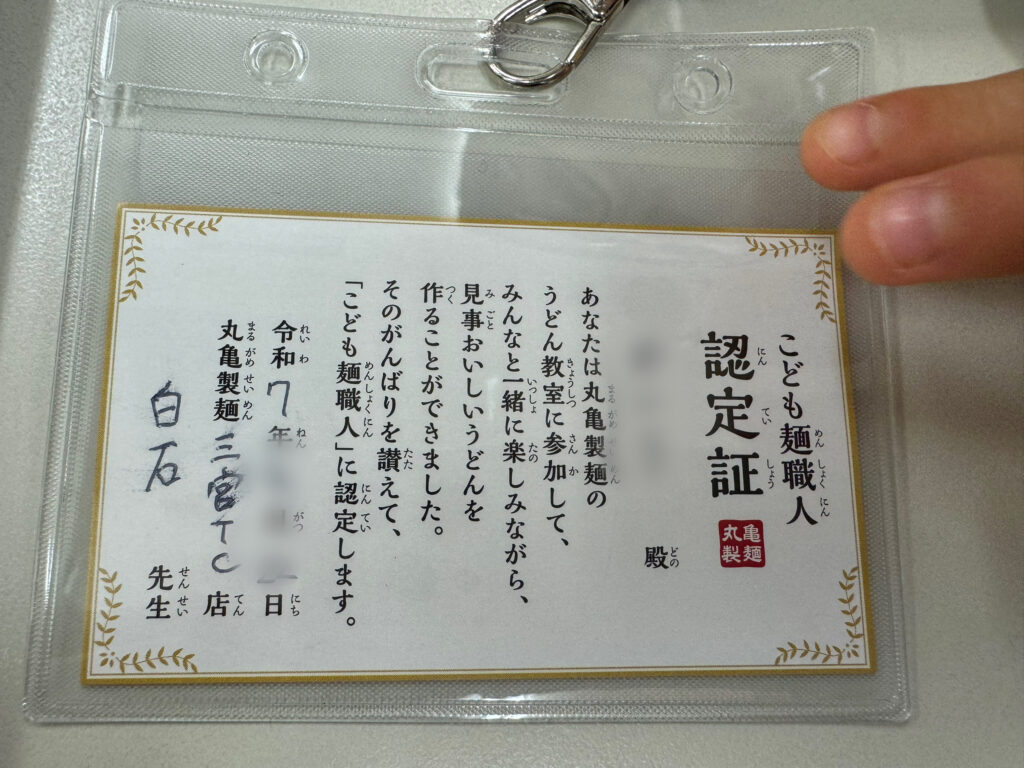 こども麺職人
認定証
丸亀製麺
殿
あなたは丸亀製麺の
うどん教室に参加して、
みんなと一緒に楽しみながら、
見事おいしいうどんを
作ることができました。
そのがんばりを讃えて、
「こども麺職人」に認定します。
令和7年 日
丸亀製麺 三宮TC 店
白石 先生